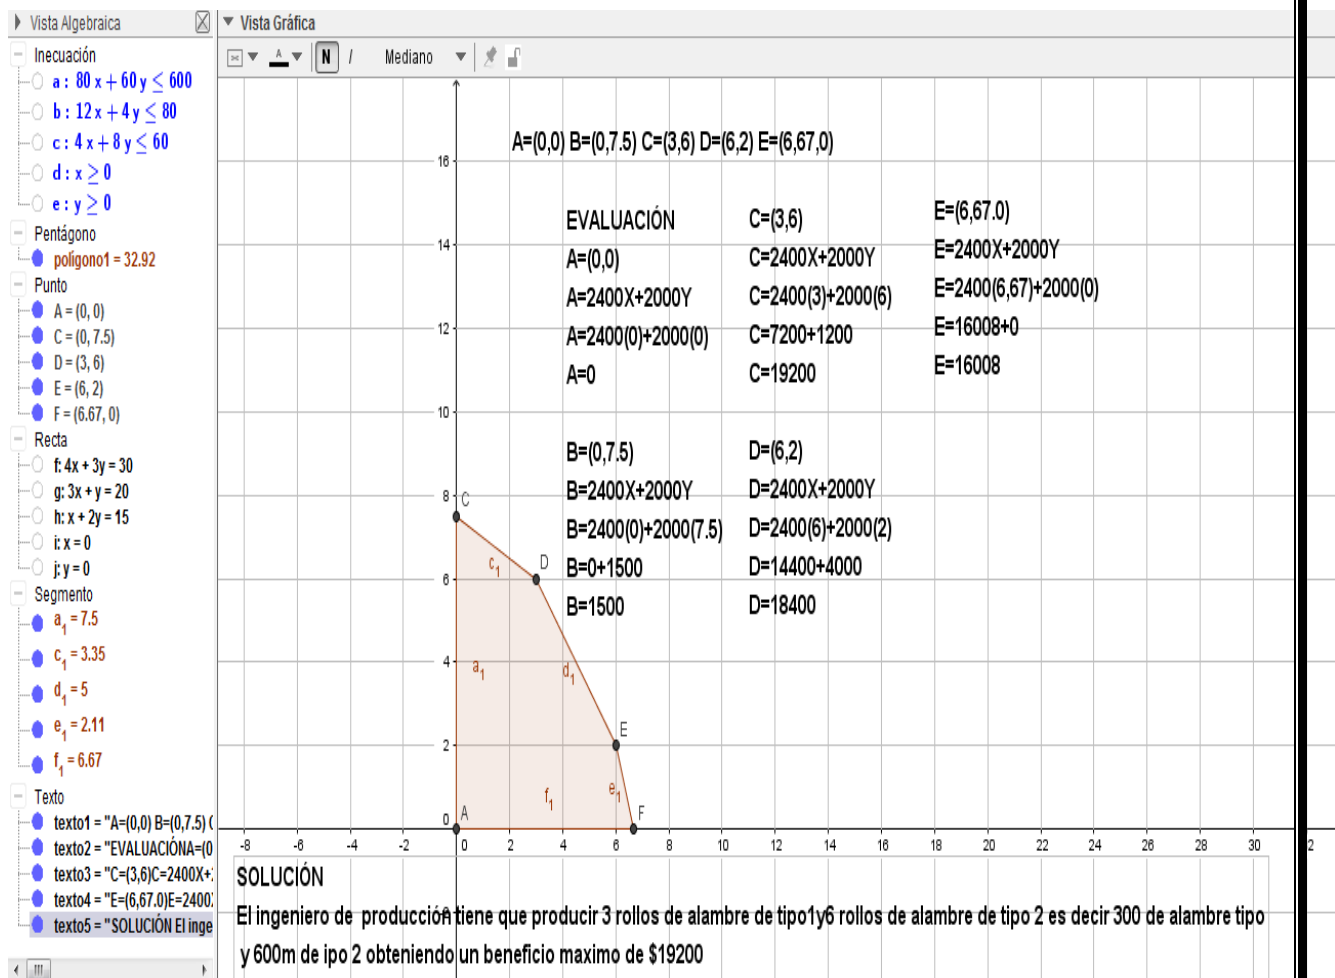 Vista Algebraica
Inecuación
a : 80 x + 60 y ≤ 600
b : 12 x + 4 y ≤ 80
c : 4 x + 8 y ≤ 60
d : x ≥ 0
e : y ≥ 0
Pentágono
polígono1 = 32.92
Punto
A = (0, 0)
C = (0, 7.5)
D = (3, 6)
E = (6, 2)
F = (6.67, 0)
Recta
f: 4x + 3y = 30
g: 3x + y = 20
h: x + 2y = 15
i: x = 0
j: y = 0
Segmento
a₁ = 7.5
c₁ = 3.35
d₁ = 5
e₁ = 2.11
f₁ = 6.67
Texto
texto1 = "A=(0,0) B=(0,7.5) (
texto2 = "EVALUACIÓNA=(0
texto3 = "C=(3,6)C=2400X+
texto4 = "E=(6,67.0)E=2400
texto5 = "SOLUCIÓN El inge
Vista Gráfica
A N I Mediano
A=(0,0) B=(0,7.5) C=(3,6) D=(6,2) E=(6,67,0)
EVALUACIÓN
A=(0,0)
A=2400X+2000Y
A=2400(0)+2000(0)
A=0
C=(3,6)
C=2400X+2000Y
C=2400(3)+2000(6)
C=7200+1200
C=19200
E=(6,67.0)
E=2400X+2000Y
E=2400(6,67)+2000(0)
E=16008+0
E=16008
B=(0,7.5)
B=2400X+2000Y
B=2400(0)+2000(7.5)
B=0+1500
B=1500
D=(6,2)
D=2400X+2000Y
D=2400(6)+2000(2)
D=14400+4000
D=18400
16
14
12
10
8
6
4
2
0
C
D
E
F
A
a₁
c₁
d₁
e₁
f₁
-8 -6 -4 -2 0 2 4 6 8 10 12 14 16 18 20 22 24 26 28 30 2
SOLUCIÓN
El ingeniero de producción tiene que producir 3 rollos de alambre de tipo1y6 rollos de alambre de tipo 2 es decir 300 de alambre tipo
y 600m de ipo 2 obteniendo un beneficio maximo de $19200